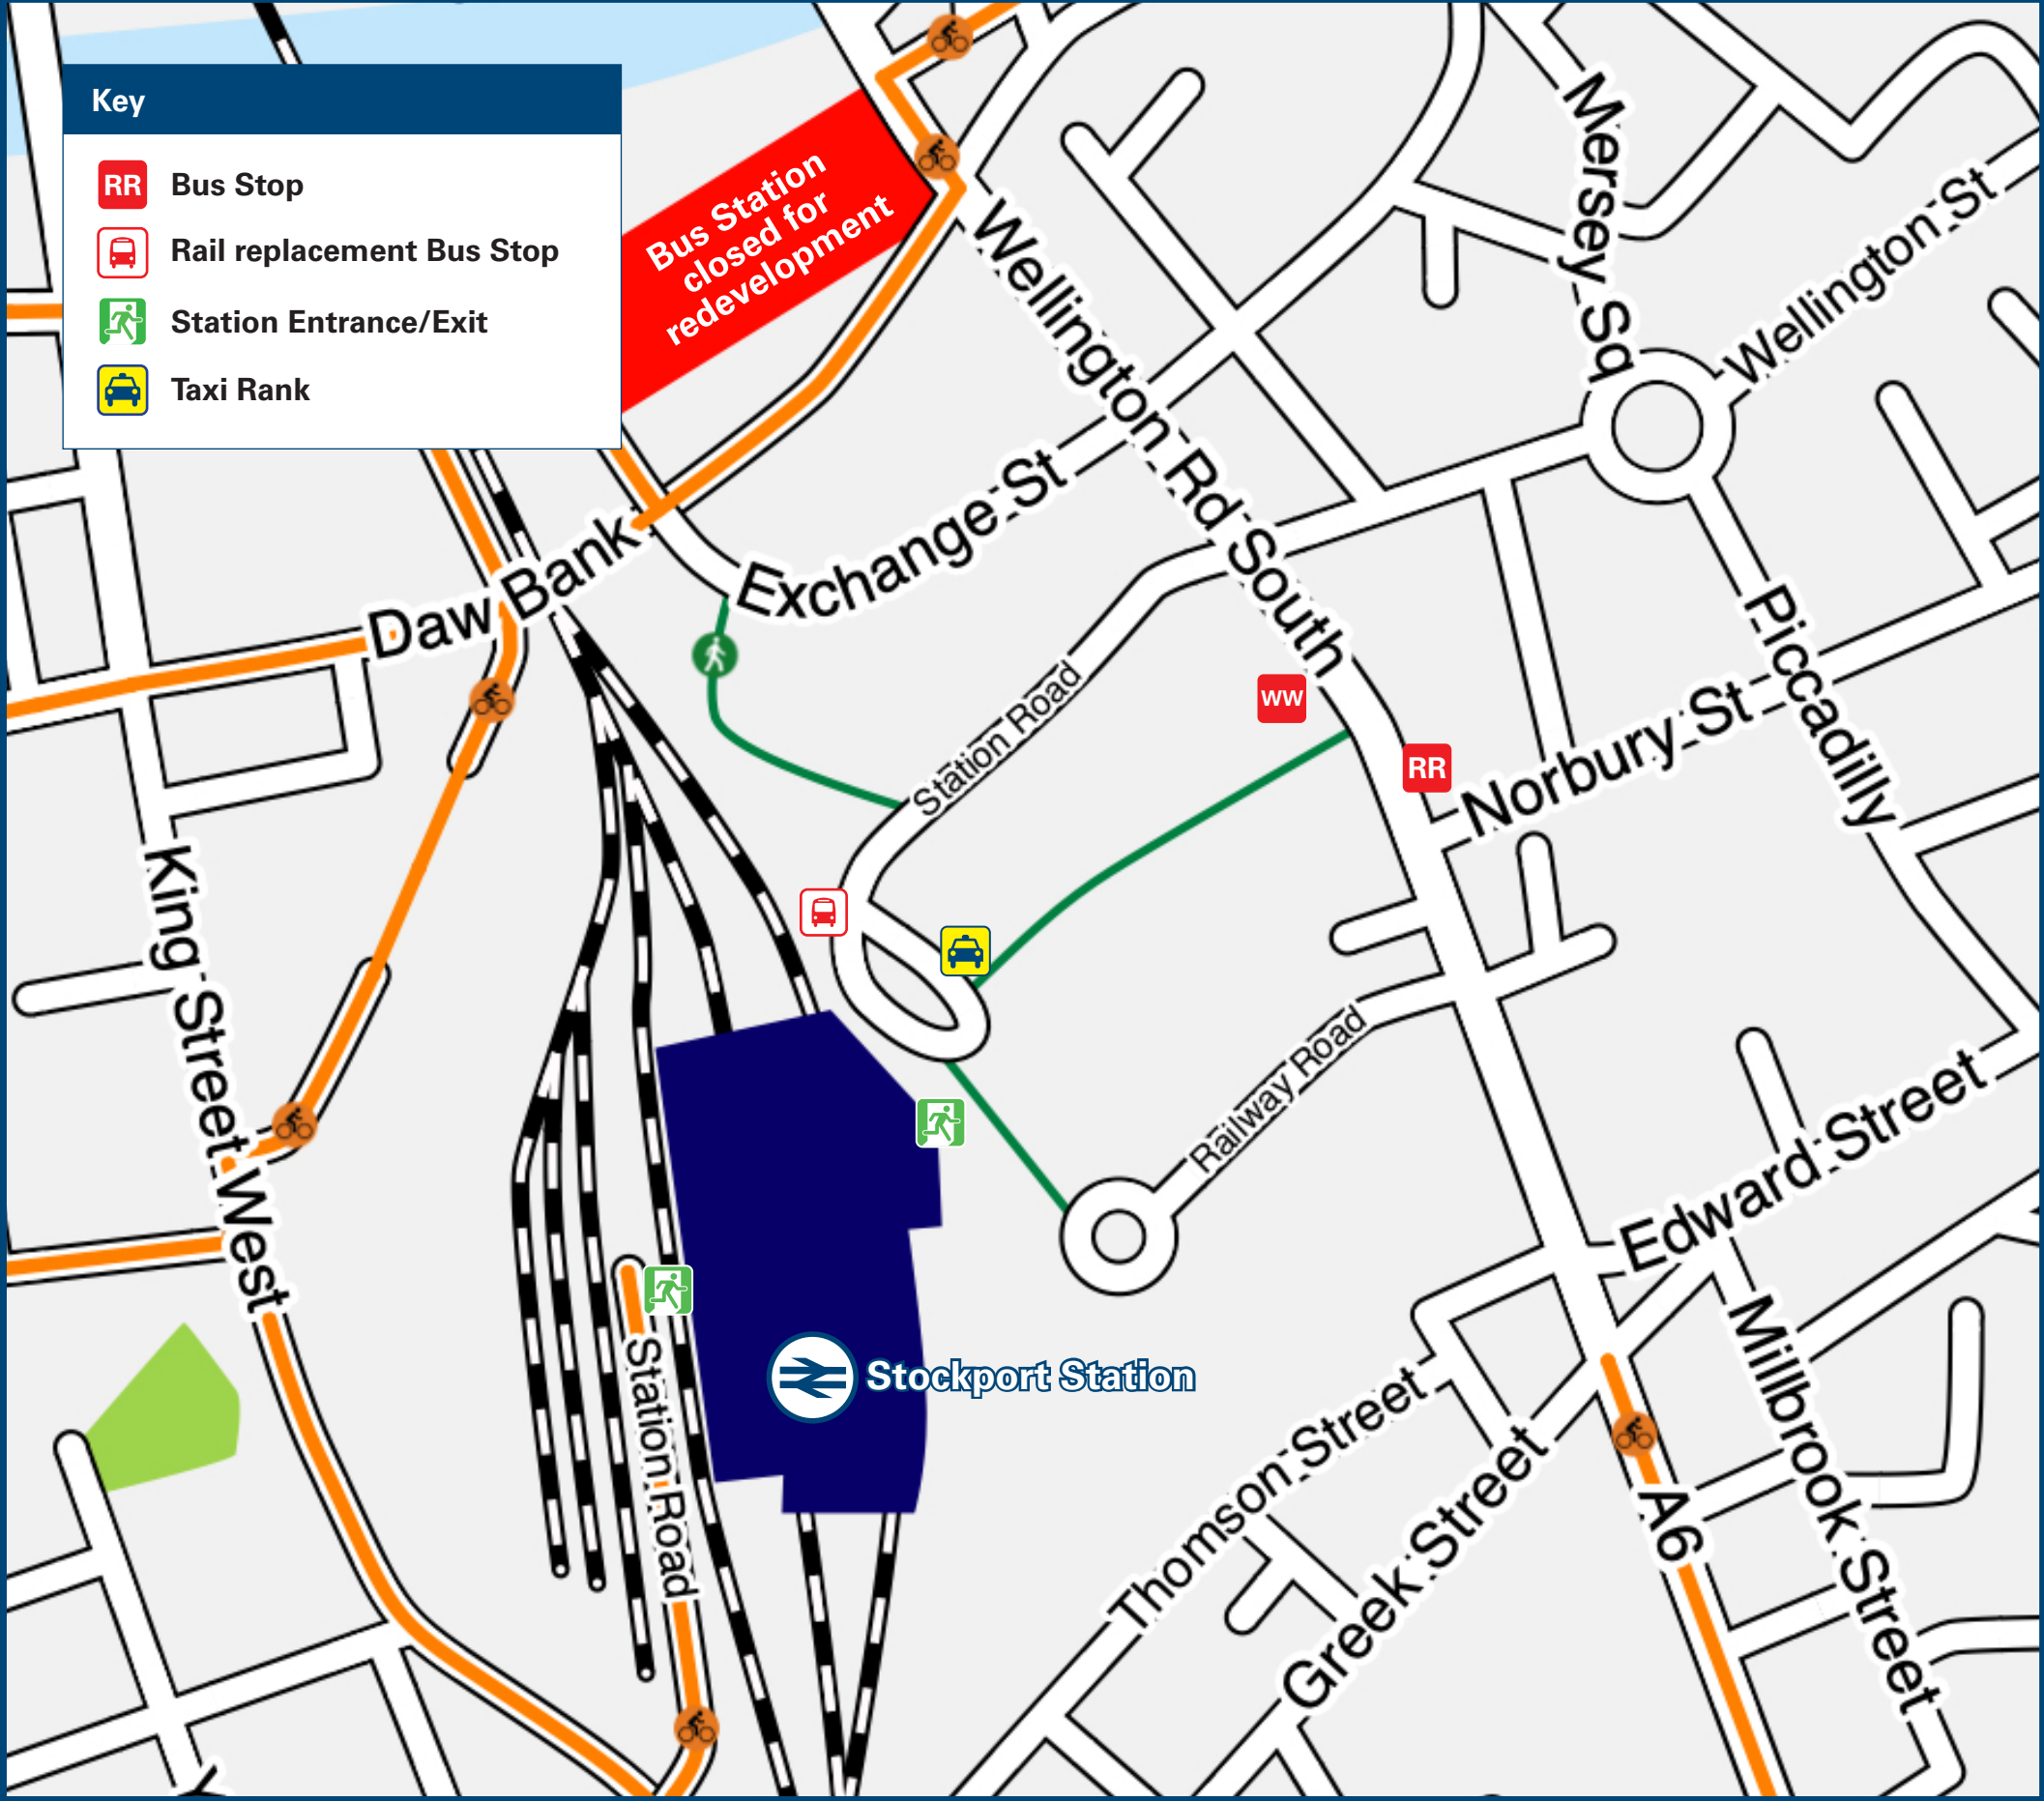 Key
RR Bus Stop
Rail replacement Bus Stop
Station Entrance/Exit
Taxi Rank
Bus Station
closed for
redevelopment
Mersey Sq
Wellington St
Wellington Rd South
Exchange St
Daw Bank
Station Road
WW
RR
Norbury St
Piccadilly
King Street West
Railway Road
Edward Street
Stockport Station
Station Road
Thomson Street
Greek Street
A6
Millbrook Street